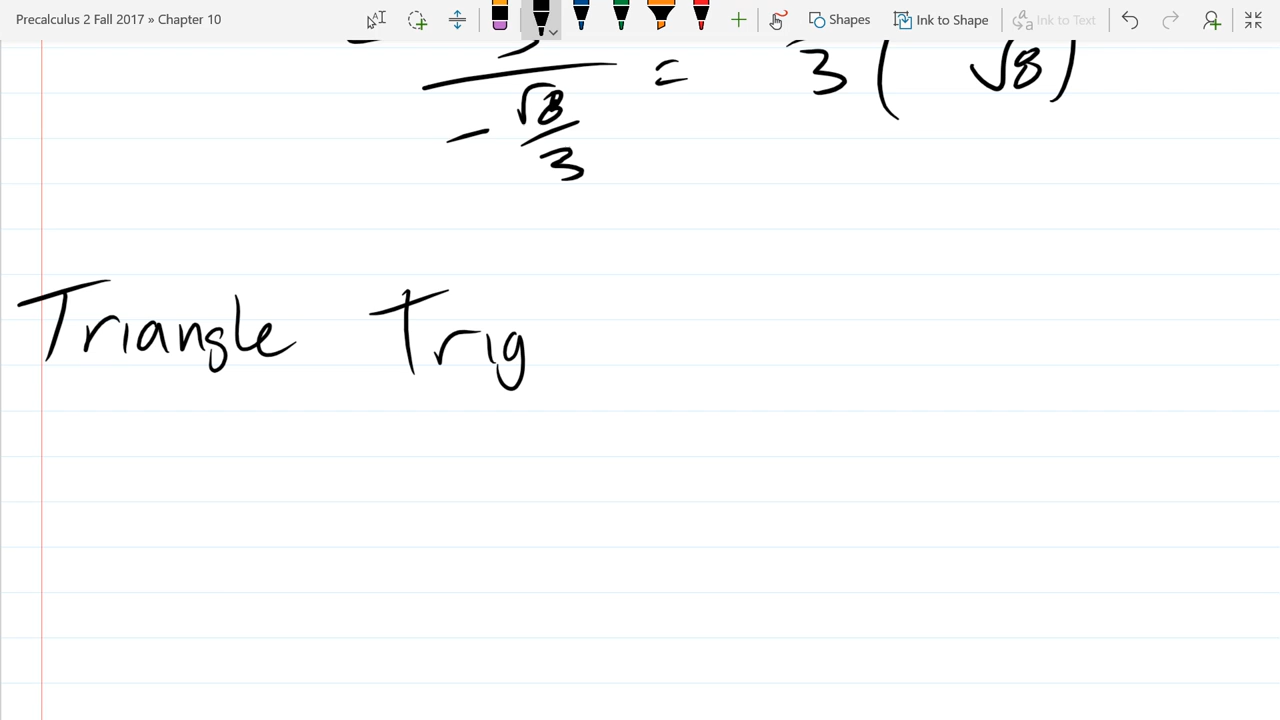 Precalculus 2 Fall 2017 » Chapter 10
Shapes
Ink to Shape
Ink to Text
= 3 ( √8 )
- √8
3
Triangle Trig